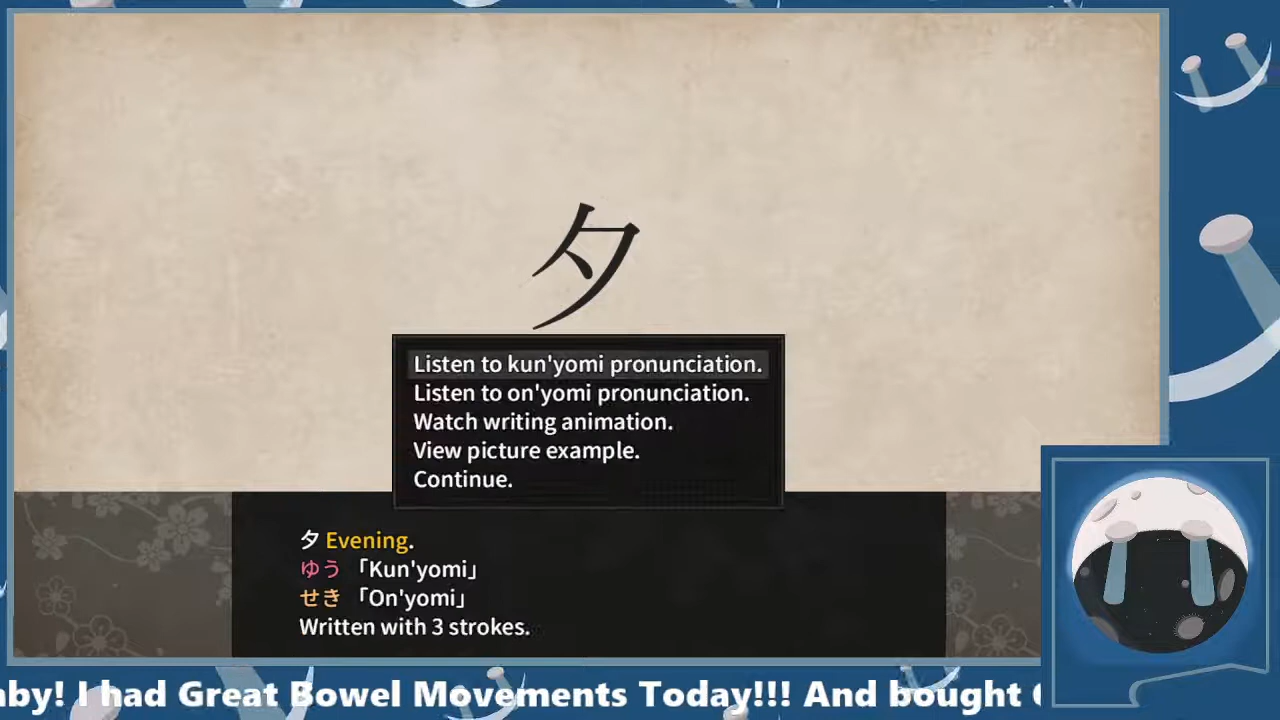 夕
Listen to kun'yomi pronunciation.
Listen to on'yomi pronunciation.
Watch writing animation.
View picture example.
Continue.
夕 Evening.
ゆう 「Kun'yomi」
せき 「On'yomi」
Written with 3 strokes.
! I had Great Bowel Movements Today!!! And bought